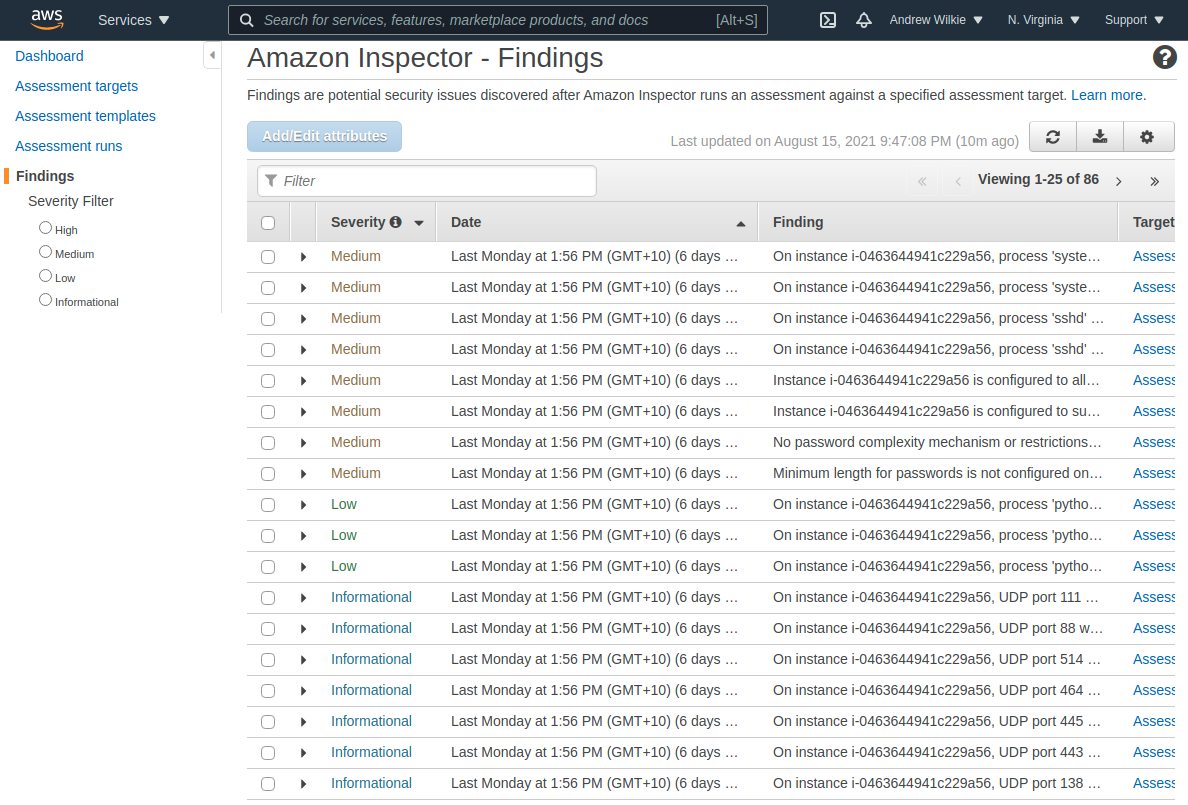 aws Services Search for services, features, marketplace products, and docs [Alt+S] Andrew Wilkie N. Virginia Support
Dashboard
Assessment targets
Assessment templates
Assessment runs
Findings
Severity Filter
High
Medium
Low
Informational
Amazon Inspector - Findings
Findings are potential security issues discovered after Amazon Inspector runs an assessment against a specified assessment target. Learn more.
Add/Edit attributes Last updated on August 15, 2021 9:47:08 PM (10m ago)
Filter « ‹ Viewing 1-25 of 86 › »
Severity Date Finding Target
Medium Last Monday at 1:56 PM (GMT+10) (6 days … On instance i-0463644941c229a56, process 'syste… Assess
Medium Last Monday at 1:56 PM (GMT+10) (6 days … On instance i-0463644941c229a56, process 'syste… Assess
Medium Last Monday at 1:56 PM (GMT+10) (6 days … On instance i-0463644941c229a56, process 'sshd' … Assess
Medium Last Monday at 1:56 PM (GMT+10) (6 days … On instance i-0463644941c229a56, process 'sshd' … Assess
Medium Last Monday at 1:56 PM (GMT+10) (6 days … Instance i-0463644941c229a56 is configured to all… Assess
Medium Last Monday at 1:56 PM (GMT+10) (6 days … Instance i-0463644941c229a56 is configured to su… Assess
Medium Last Monday at 1:56 PM (GMT+10) (6 days … No password complexity mechanism or restrictions… Assess
Medium Last Monday at 1:56 PM (GMT+10) (6 days … Minimum length for passwords is not configured on… Assess
Low Last Monday at 1:56 PM (GMT+10) (6 days … On instance i-0463644941c229a56, process 'pytho… Assess
Low Last Monday at 1:56 PM (GMT+10) (6 days … On instance i-0463644941c229a56, process 'pytho… Assess
Low Last Monday at 1:56 PM (GMT+10) (6 days … On instance i-0463644941c229a56, process 'pytho… Assess
Informational Last Monday at 1:56 PM (GMT+10) (6 days … On instance i-0463644941c229a56, UDP port 111 … Assess
Informational Last Monday at 1:56 PM (GMT+10) (6 days … On instance i-0463644941c229a56, UDP port 88 w… Assess
Informational Last Monday at 1:56 PM (GMT+10) (6 days … On instance i-0463644941c229a56, UDP port 514 … Assess
Informational Last Monday at 1:56 PM (GMT+10) (6 days … On instance i-0463644941c229a56, UDP port 464 … Assess
Informational Last Monday at 1:56 PM (GMT+10) (6 days … On instance i-0463644941c229a56, UDP port 445 … Assess
Informational Last Monday at 1:56 PM (GMT+10) (6 days … On instance i-0463644941c229a56, UDP port 443 … Assess
Informational Last Monday at 1:56 PM (GMT+10) (6 days … On instance i-0463644941c229a56, UDP port 138 … Assess